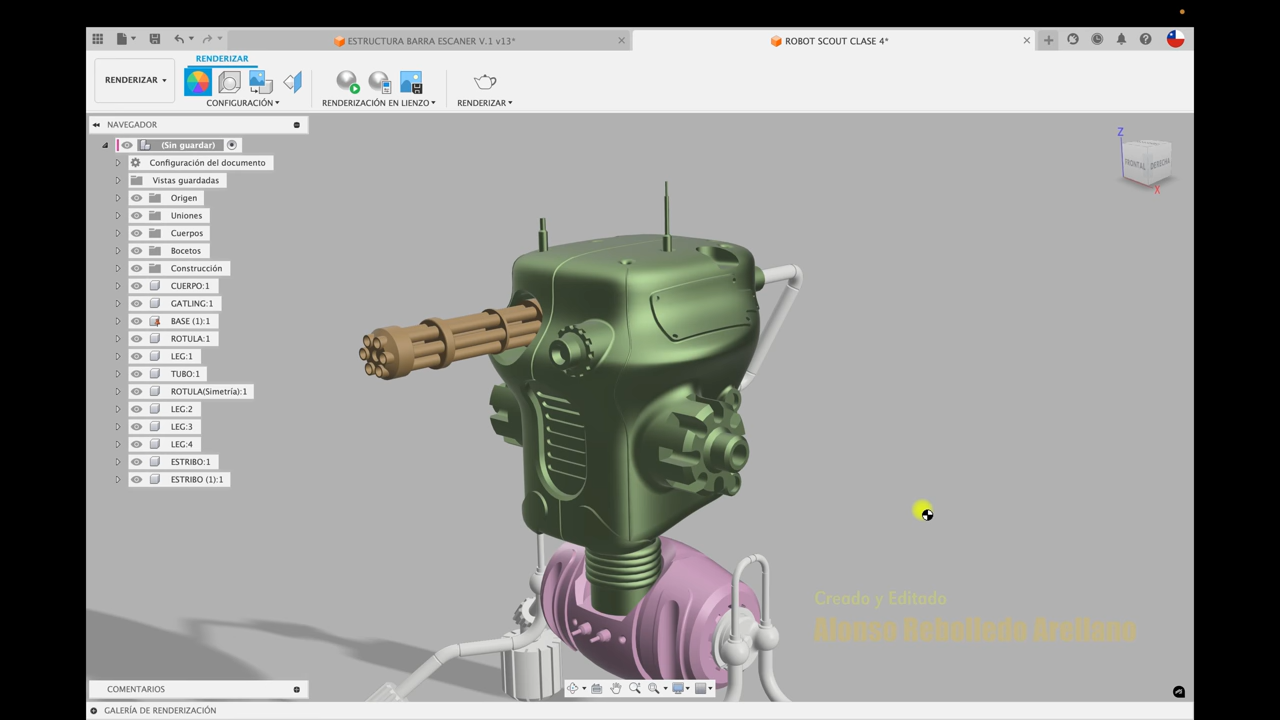 ESTRUCTURA BARRA ESCANER V.1 v13*
ROBOT SCOUT CLASE 4*
RENDERIZAR
RENDERIZAR
CONFIGURACIÓN
RENDERIZACIÓN EN LIENZO
RENDERIZAR
NAVEGADOR
(Sin guardar)
Configuración del documento
Vistas guardadas
Origen
Uniones
Cuerpos
Bocetos
Construcción
CUERPO:1
GATLING:1
BASE (1):1
ROTULA:1
LEG:1
TUBO:1
ROTULA(Simetría):1
LEG:2
LEG:3
LEG:4
ESTRIBO:1
ESTRIBO (1):1
Z
FRONTAL
DERECHA
X
Creado y Editado
Alonso Rebolledo Arellano
COMENTARIOS
GALERÍA DE RENDERIZACIÓN